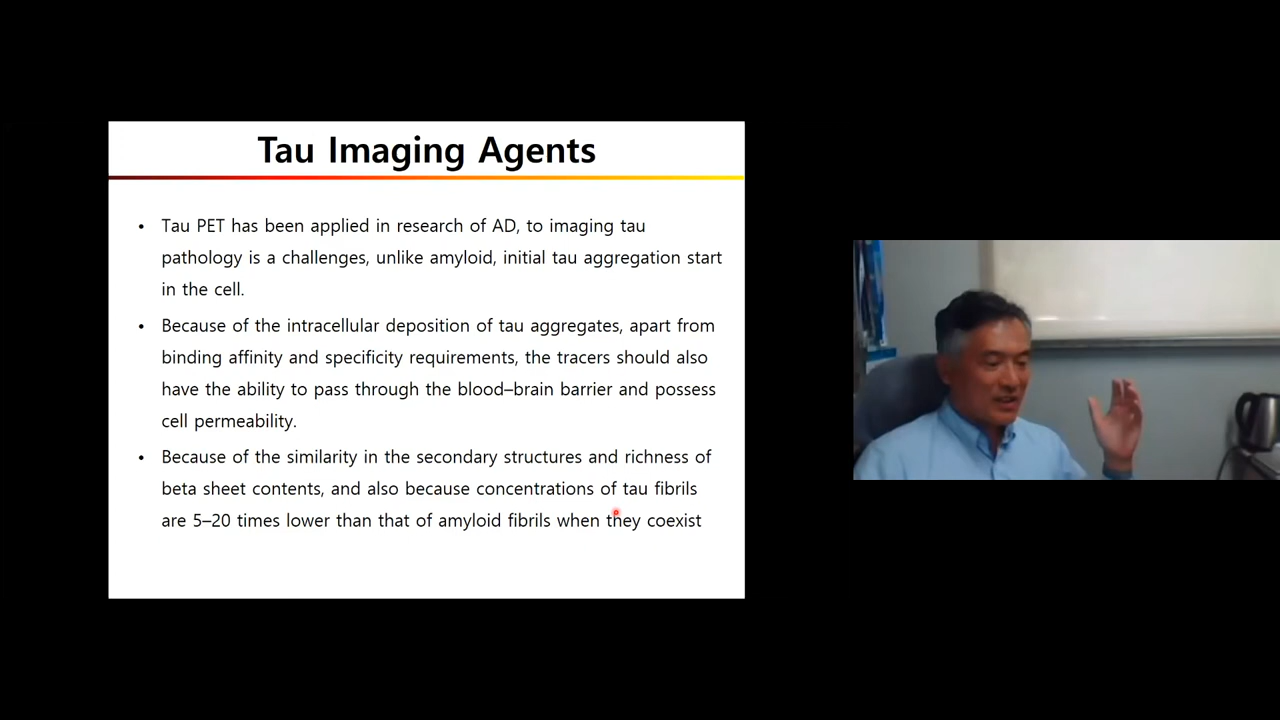 Tau Imaging Agents
• Tau PET has been applied in research of AD, to imaging tau
pathology is a challenges, unlike amyloid, initial tau aggregation start
in the cell.
• Because of the intracellular deposition of tau aggregates, apart from
binding affinity and specificity requirements, the tracers should also
have the ability to pass through the blood–brain barrier and possess
cell permeability.
• Because of the similarity in the secondary structures and richness of
beta sheet contents, and also because concentrations of tau fibrils
are 5–20 times lower than that of amyloid fibrils when they coexist